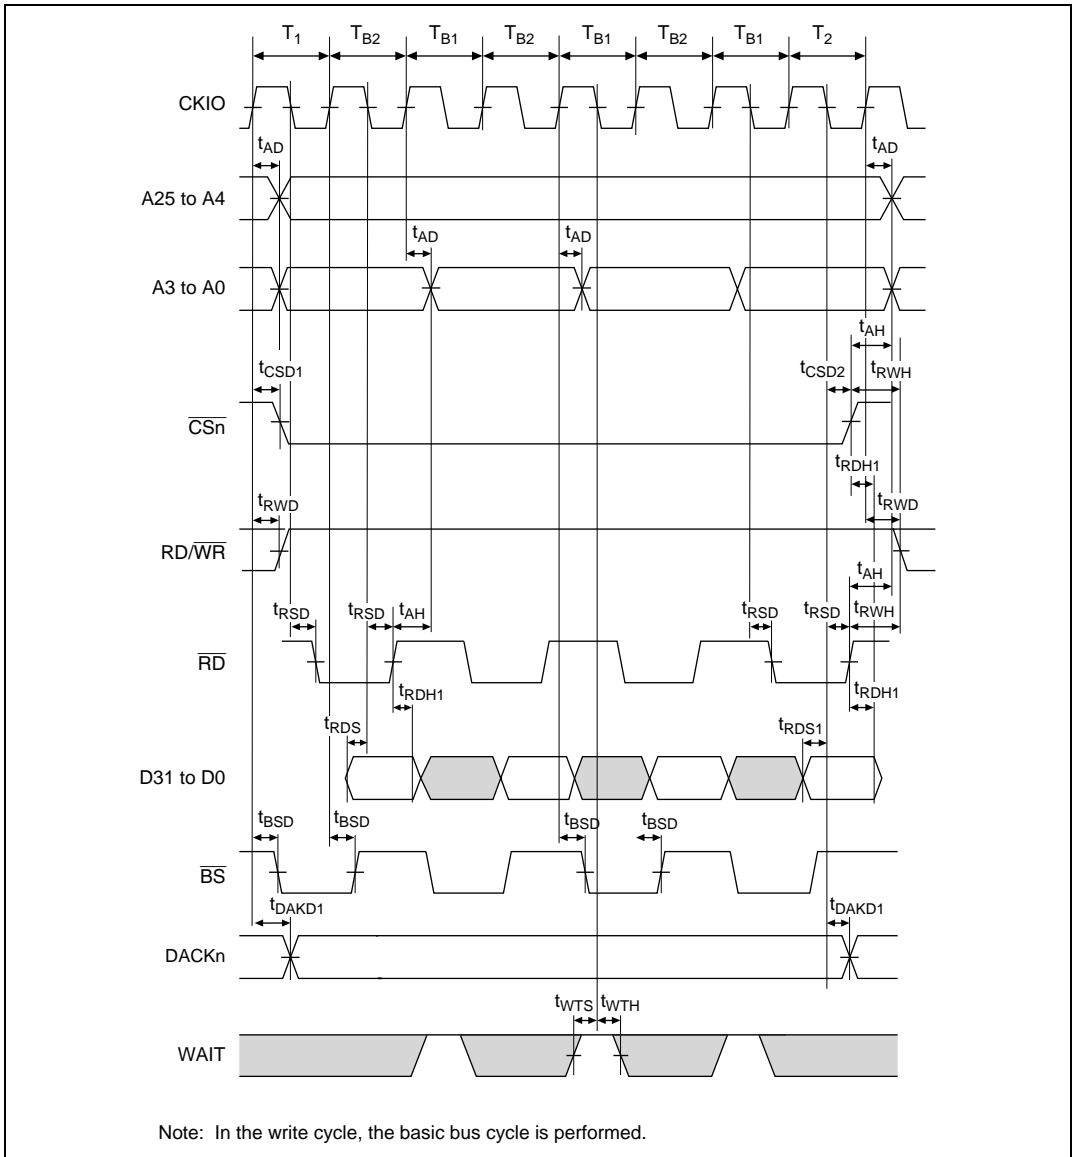 T1 TB2 TB1 TB2 TB1 TB2 TB1 T2
CKIO
tAD tAD
A25 to A4
tAD tAD
A3 to A0
tAH
tCSD1 tCSD2 tRWH
CSn
tRDH1
tRWD tRWD
RD/WR
tAH
tRSD tRSD tAH tRSD tRSD tRWH
RD
tRDH1 tRDH1
tRDS tRDS1
D31 to D0
tBSD tBSD tBSD tBSD
BS
tDAKD1 tDAKD1
DACKn
tWTS tWTH
WAIT
Note: In the write cycle, the basic bus cycle is performed.